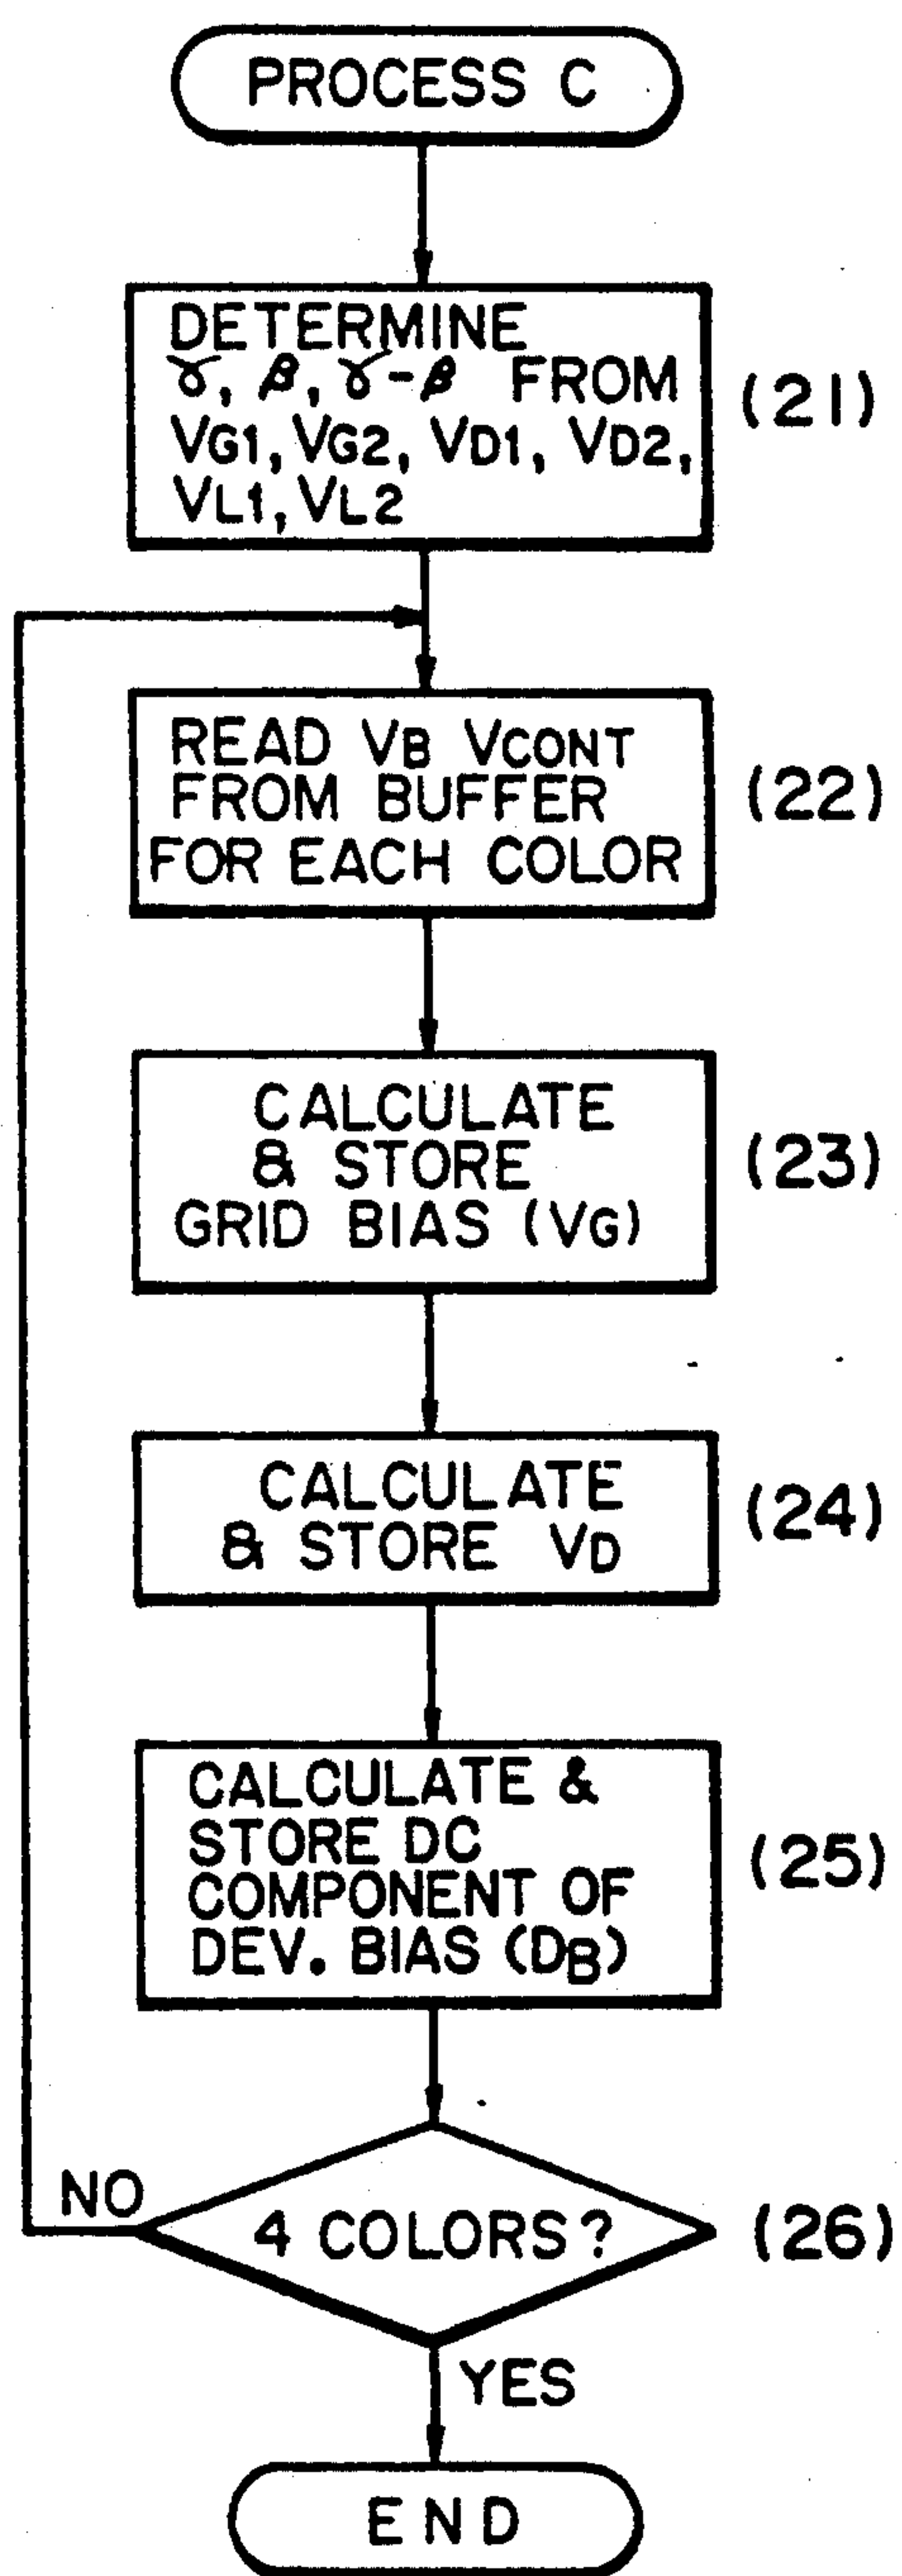 PROCESS C
DETERMINE
γ, β, γ-β FROM
VG1, VG2, VD1, VD2,
VL1, VL2
(21)
READ VB VCONT
FROM BUFFER
FOR EACH COLOR
(22)
CALCULATE
& STORE
GRID BIAS (VG)
(23)
CALCULATE
& STORE VD
(24)
CALCULATE &
STORE DC
COMPONENT OF
DEV. BIAS (DB)
(25)
NO
4 COLORS?
(26)
YES
END